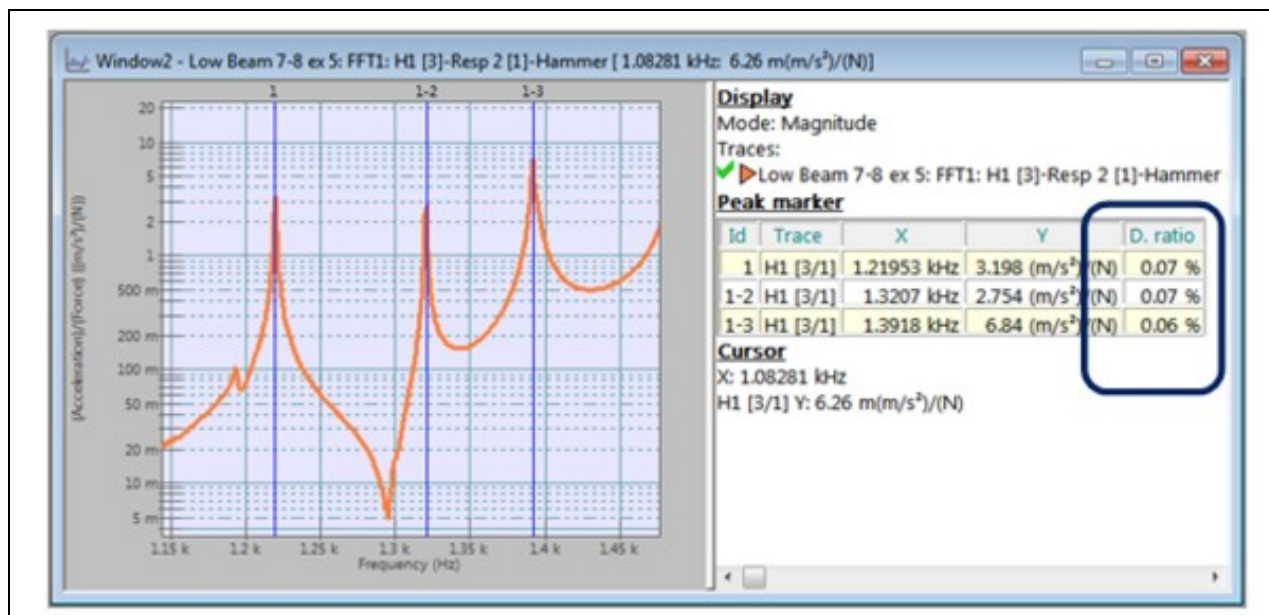 Window2 - Low Beam 7-8 ex 5: FFT1: H1 [3]-Resp 2 [1]-Hammer [ 1.08281 kHz: 6.26 m(m/s²)/(N)]
1 1-2 1-3
20
10
5
2
1
500 m
200 m
100 m
50 m
20 m
10 m
5 m
(Acceleration)/(Force) ((m/s²)/(N))
1.15 k 1.2 k 1.25 k 1.3 k 1.35 k 1.4 k 1.45 k
Frequency (Hz)
Display
Mode: Magnitude
Traces:
Low Beam 7-8 ex 5: FFT1: H1 [3]-Resp 2 [1]-Hammer
Peak marker
Id Trace X Y D. ratio
1 H1 [3/1] 1.21953 kHz 3.198 (m/s²)/(N) 0.07 %
1-2 H1 [3/1] 1.3207 kHz 2.754 (m/s²)/(N) 0.07 %
1-3 H1 [3/1] 1.3918 kHz 6.84 (m/s²)/(N) 0.06 %
Cursor
X: 1.08281 kHz
H1 [3/1] Y: 6.26 m(m/s²)/(N)